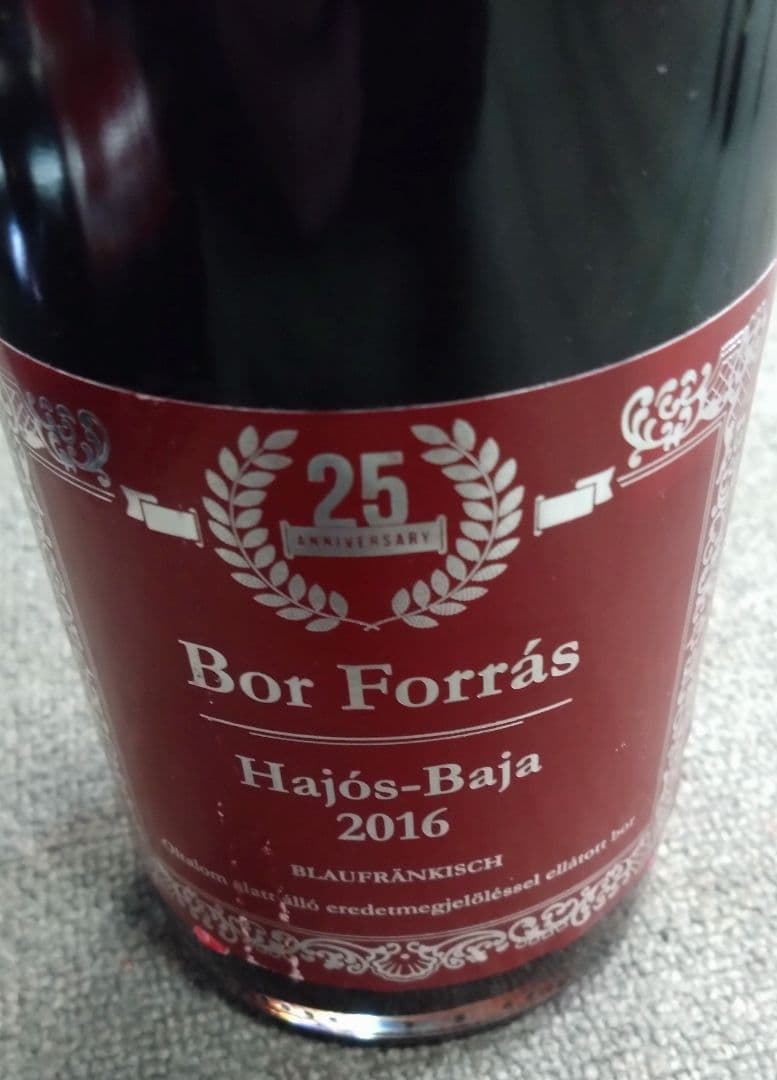 25
ANNIVERSARY
Bor Forrás
Hajós-Baja
2016
BLAUFRÄNKISCH
Oltalom alatt álló eredetmegjelöléssel ellátott bor